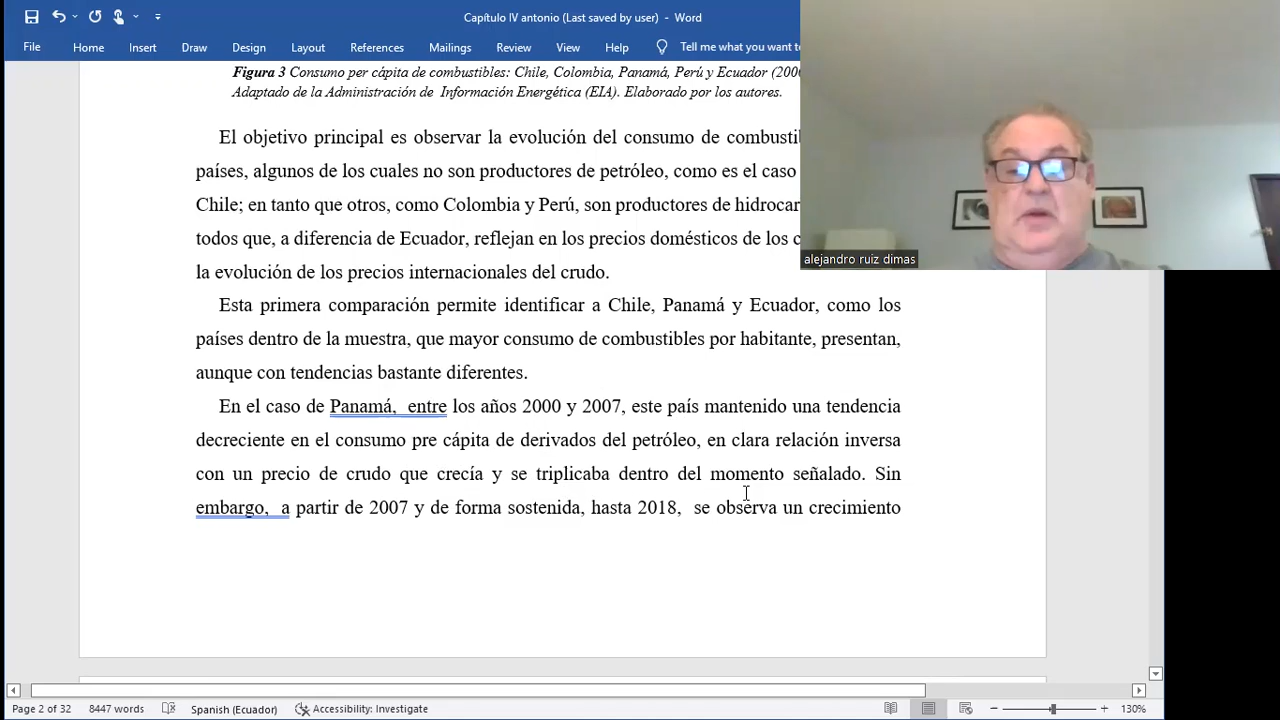 Capítulo IV antonio (Last saved by user) - Word
File Home Insert Draw Design Layout References Mailings Review View Help Tell me what you want to
Figura 3 Consumo per cápita de combustibles: Chile, Colombia, Panamá, Perú y Ecuador
Adaptado de la Administración de Información Energética (EIA). Elaborado por los autores.
El objetivo principal es observar la evolución del consumo de
países, algunos de los cuales no son productores de petróleo, como es el caso
Chile; en tanto que otros, como Colombia y Perú, son productores de
todos que, a diferencia de Ecuador, reflejan en los precios domésticos de los
la evolución de los precios internacionales del crudo.
Esta primera comparación permite identificar a Chile, Panamá y Ecuador, como los
países dentro de la muestra, que mayor consumo de combustibles por habitante, presentan,
aunque con tendencias bastante diferentes.
En el caso de Panamá, entre los años 2000 y 2007, este país mantenido una tendencia
decreciente en el consumo pre cápita de derivados del petróleo, en clara relación inversa
con un precio de crudo que crecía y se triplicaba dentro del momento señalado. Sin
embargo, a partir de 2007 y de forma sostenida, hasta 2018, se observa un crecimiento
alejandro ruiz dimas
Page 2 of 32 8447 words Spanish (Ecuador) Accessibility: Investigate 130%